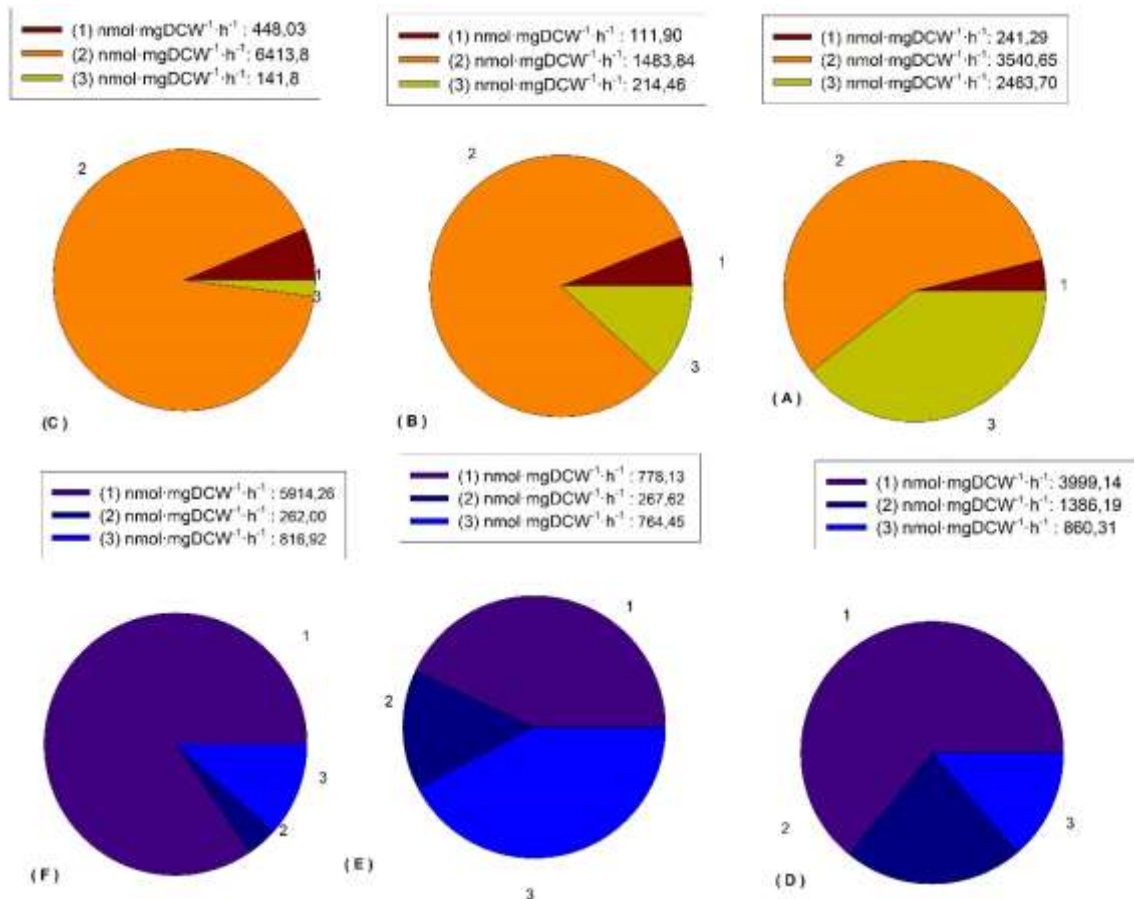 (1) nmol·mgDCW⁻¹·h⁻¹ : 448,03
(2) nmol·mgDCW⁻¹·h⁻¹ : 6413,8
(3) nmol·mgDCW⁻¹·h⁻¹ : 141,8
2
1
3
(C)
(1) nmol·mgDCW⁻¹·h⁻¹ : 111,90
(2) nmol·mgDCW⁻¹·h⁻¹ : 1483,84
(3) nmol·mgDCW⁻¹·h⁻¹ : 214,46
2
1
3
(B)
(1) nmol·mgDCW⁻¹·h⁻¹: 241,29
(2) nmol·mgDCW⁻¹·h⁻¹: 3540,65
(3) nmol·mgDCW⁻¹·h⁻¹: 2463,70
2
1
3
(A)
(1) nmol·mgDCW⁻¹·h⁻¹ : 5914,26
(2) nmol·mgDCW⁻¹·h⁻¹ : 262,00
(3) nmol·mgDCW⁻¹·h⁻¹ : 816,92
1
3
2
(F)
(1) nmol·mgDCW⁻¹·h⁻¹ : 778,13
(2) nmol·mgDCW⁻¹·h⁻¹ : 267,62
(3) nmol mgDCW⁻¹·h⁻¹ : 764,45
1
2
(E)
3
(1) nmol·mgDCW⁻¹·h⁻¹ : 3999,14
(2) nmol·mgDCW⁻¹·h⁻¹ : 1386,19
(3) nmol·mgDCW⁻¹·h⁻¹ : 860,31
1
2
3
(D)